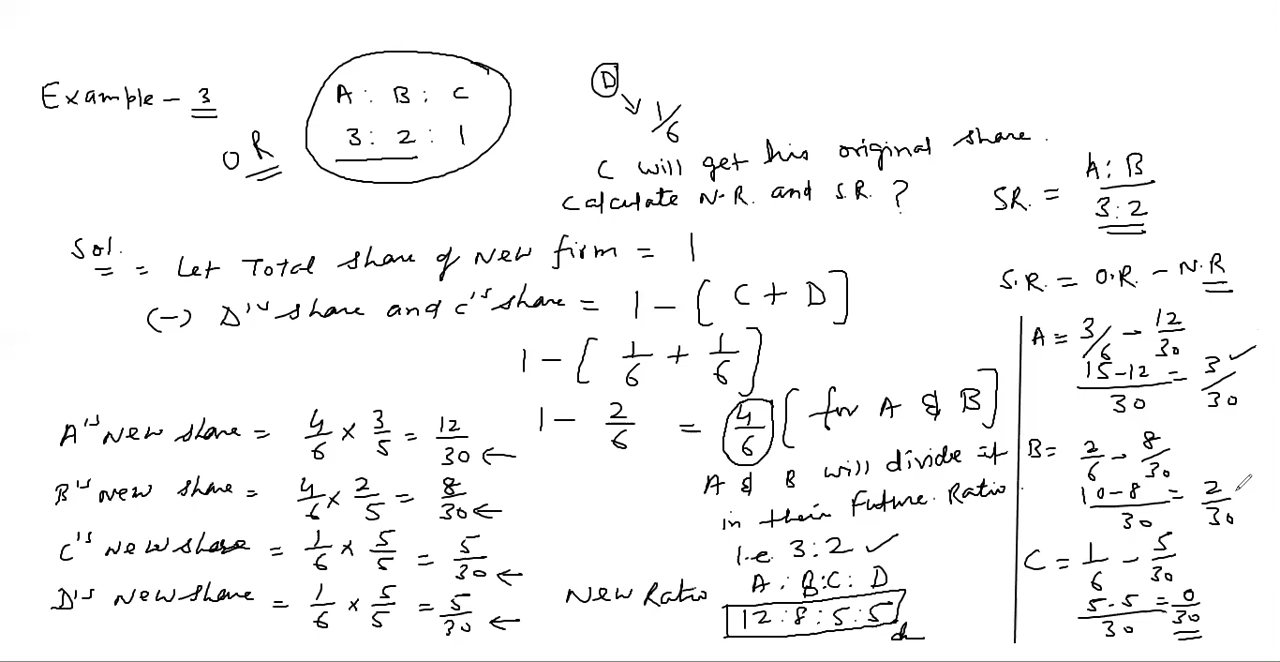 Example - 3
OR
A : B : C
3 : 2 : 1
D
1/6
C will get his original share.
Calculate N.R. and S.R. ?
SR. = A : B
3 : 2
Sol. = Let Total share of New firm = 1
(-) D's share and C's share = 1 - [ C + D ]
1 - [ 1/6 + 1/6 ]
1 - 2/6 = 4/6 [ for A & B ]
A & B will divide it
in their Future Ratio.
I.e. 3:2 ✓
A's New share = 4/6 × 3/5 = 12/30 ←
B's new share = 4/6 × 2/5 = 8/30 ←
C's New share = 1/6 × 5/5 = 5/30 ←
D's New share = 1/6 × 5/5 = 5/30 ←
New Ratio
A : B : C : D
12 : 8 : 5 : 5
S.R. = O.R. - N.R
A = 3/6 - 12/30
15-12/30 = 3/30 ✓
B = 2/6 - 8/30
10-8/30 = 2/30
C = 1/6 - 5/30
5-5/30 = 0/30